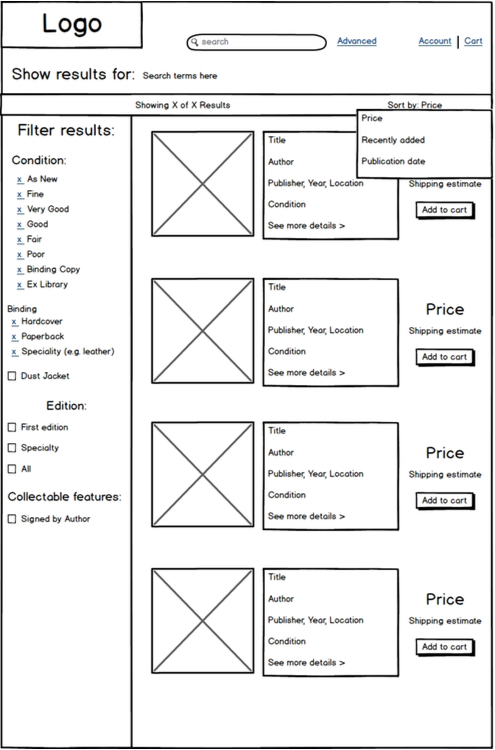 Logo
search
Advanced
Account
Cart
Show results for: Search terms here
Showing X of X Results
Sort by: Price
Price
Recently added
Publication date
Filter results:
Condition:
x As New
x Fine
x Very Good
x Good
x Fair
x Poor
x Binding Copy
x Ex Library
Binding
x Hardcover
x Paperback
x Speciality (e.g. leather)
Dust Jacket
Edition:
First edition
Specialty
All
Collectable features:
Signed by Author
Title
Author
Publisher, Year, Location
Condition
See more details >
Shipping estimate
Add to cart
Title
Author
Publisher, Year, Location
Condition
See more details >
Price
Shipping estimate
Add to cart
Title
Author
Publisher, Year, Location
Condition
See more details >
Price
Shipping estimate
Add to cart
Title
Author
Publisher, Year, Location
Condition
See more details >
Price
Shipping estimate
Add to cart